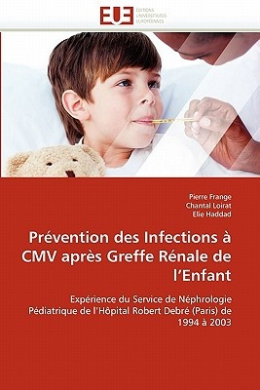 EUE
ÉDITIONS
UNIVERSITAIRES
EUROPÉENNES
Pierre Frange
Chantal Loirat
Elie Haddad
Prévention des Infections à
CMV après Greffe Rénale de
l'Enfant
Expérience du Service de Néphrologie
Pédiatrique de l'Hôpital Robert Debré (Paris) de
1994 à 2003